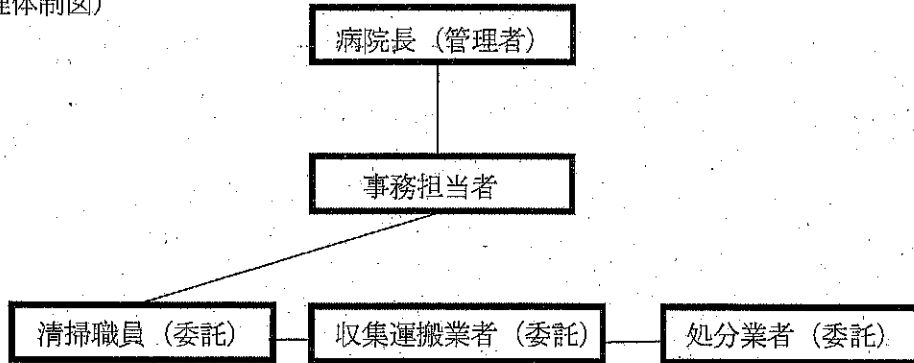 理体制図）
病院長（管理者）
事務担当者
清掃職員（委託）
収集運搬業者（委託）
処分業者（委託）